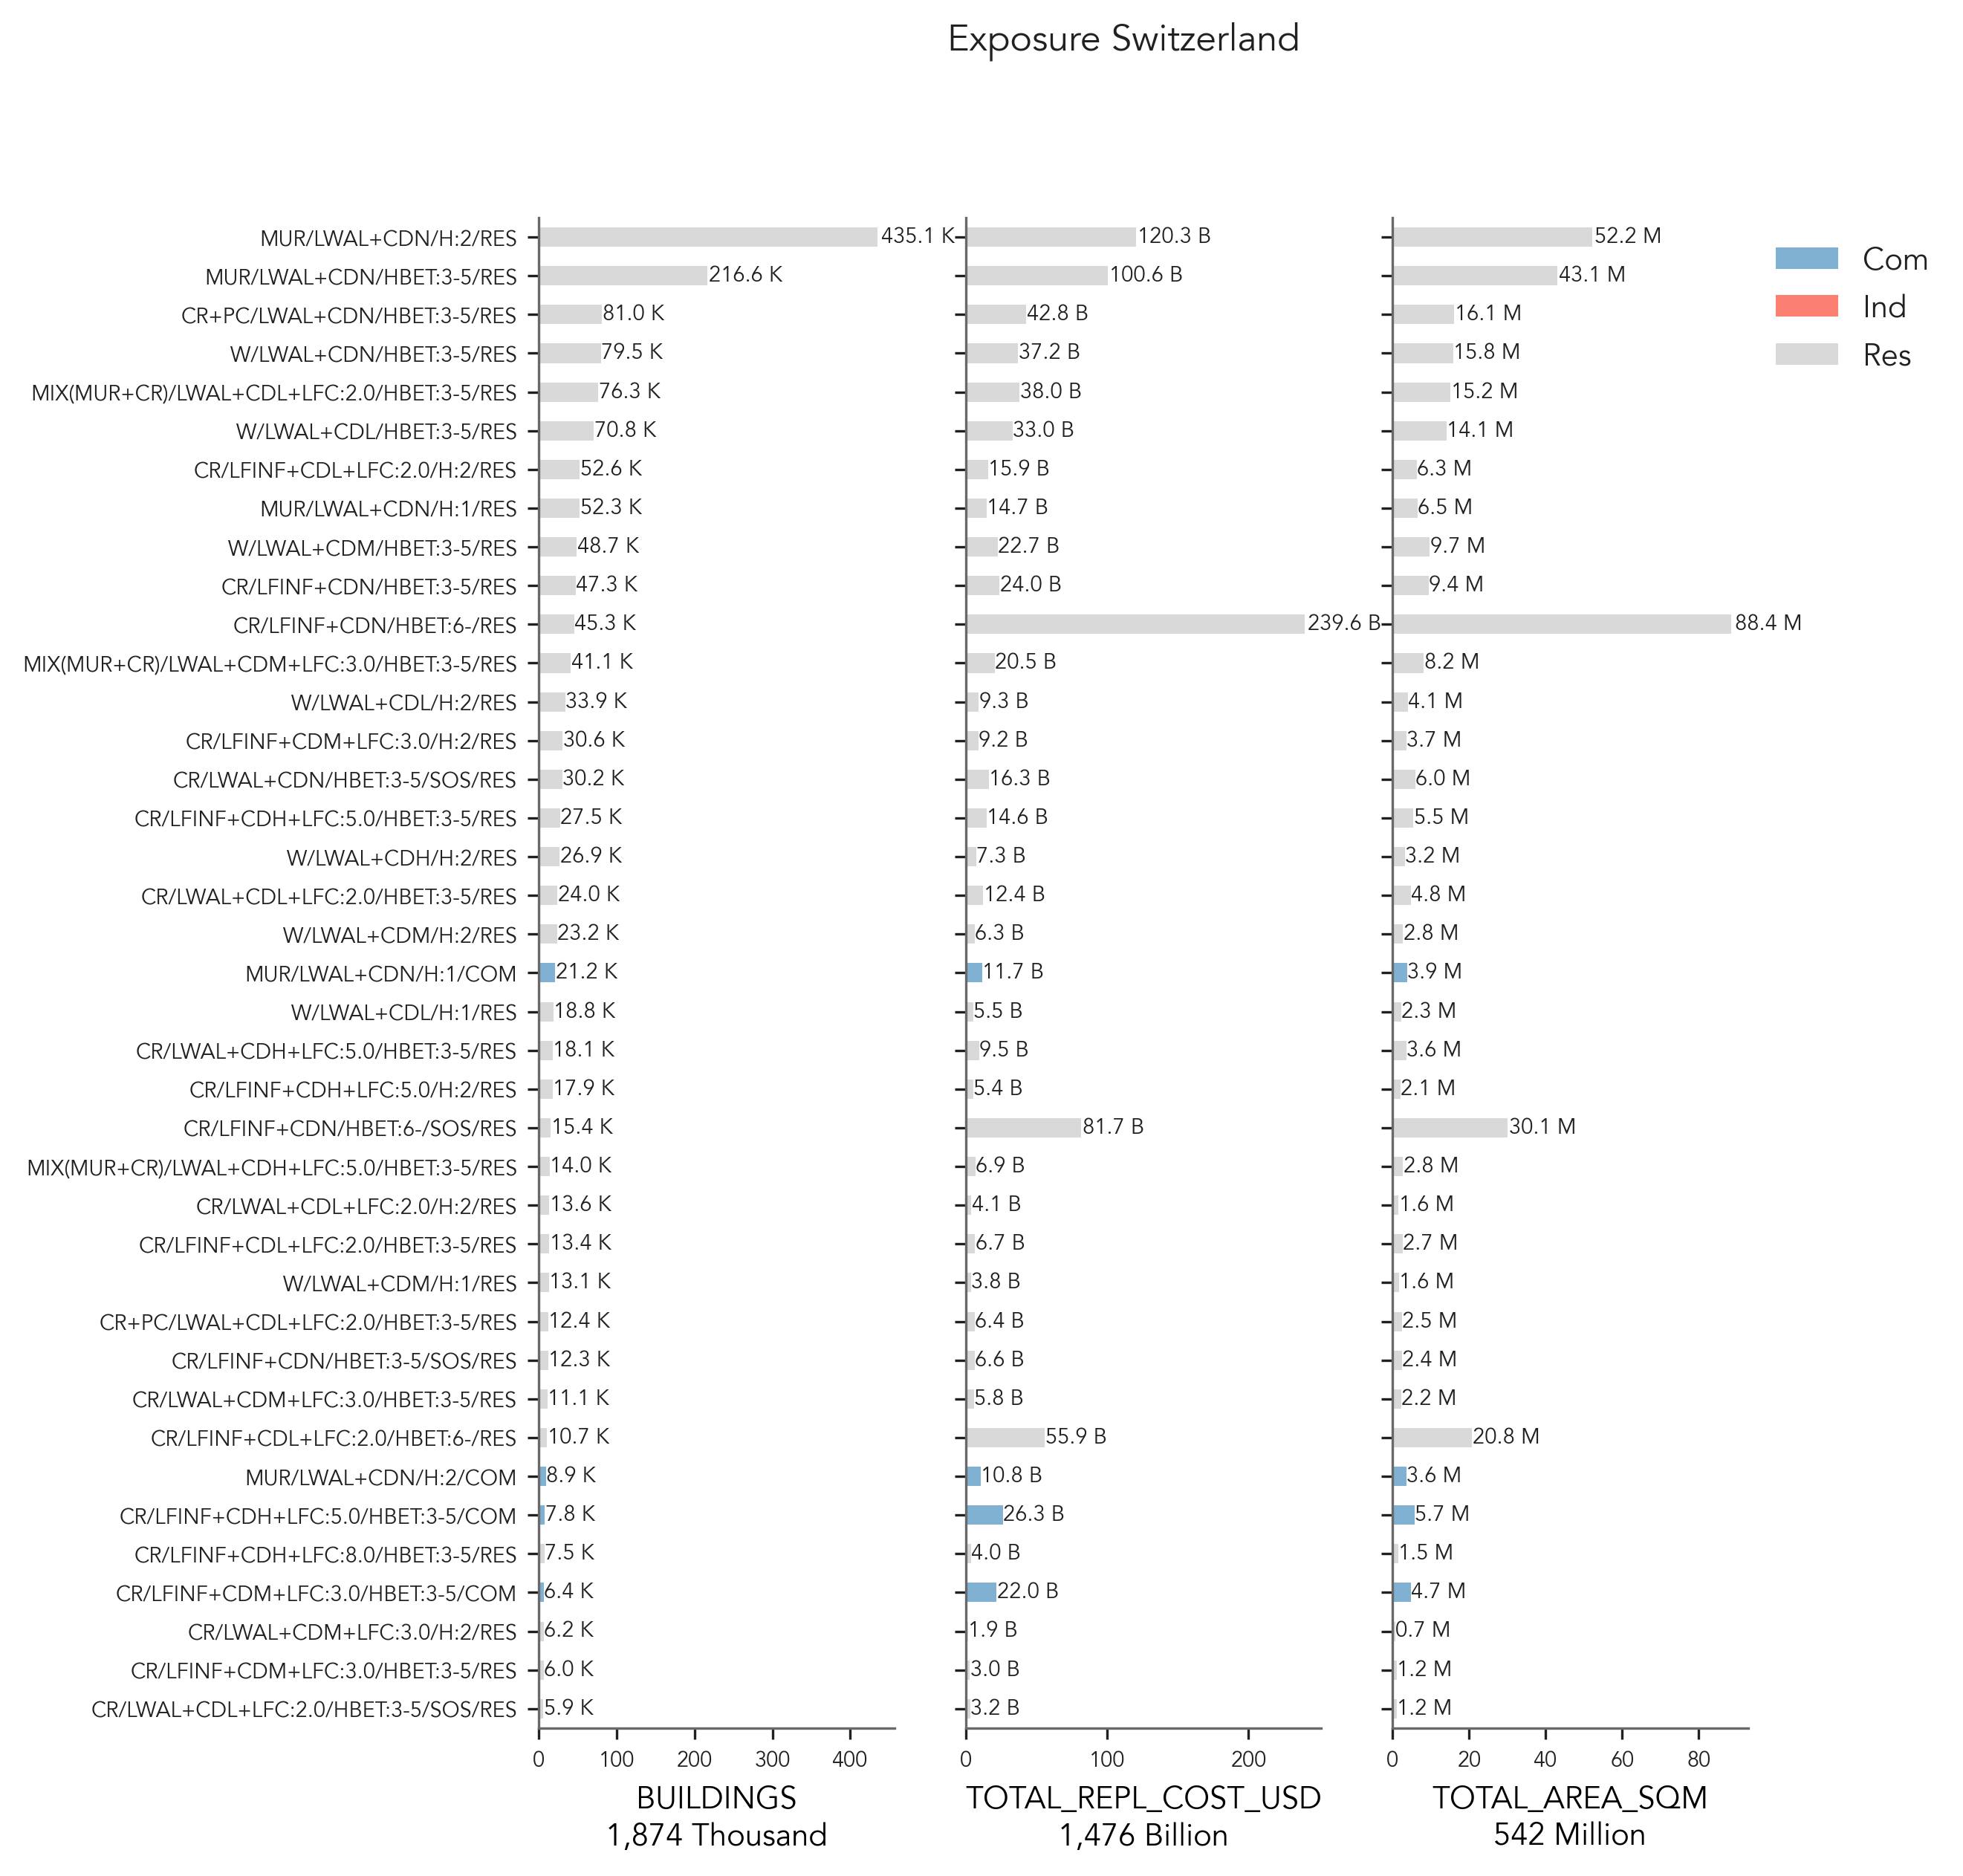 Exposure Switzerland
MUR/LWAL+CDN/H:2/RES 435.1 K 120.3 B 52.2 M
MUR/LWAL+CDN/HBET:3-5/RES 216.6 K 100.6 B 43.1 M
CR+PC/LWAL+CDN/HBET:3-5/RES 81.0 K 42.8 B 16.1 M
W/LWAL+CDN/HBET:3-5/RES 79.5 K 37.2 B 15.8 M
MIX(MUR+CR)/LWAL+CDL+LFC:2.0/HBET:3-5/RES 76.3 K 38.0 B 15.2 M
W/LWAL+CDL/HBET:3-5/RES 70.8 K 33.0 B 14.1 M
CR/LFINF+CDL+LFC:2.0/H:2/RES 52.6 K 15.9 B 6.3 M
MUR/LWAL+CDN/H:1/RES 52.3 K 14.7 B 6.5 M
W/LWAL+CDM/HBET:3-5/RES 48.7 K 22.7 B 9.7 M
CR/LFINF+CDN/HBET:3-5/RES 47.3 K 24.0 B 9.4 M
CR/LFINF+CDN/HBET:6-/RES 45.3 K 239.6 B 88.4 M
MIX(MUR+CR)/LWAL+CDM+LFC:3.0/HBET:3-5/RES 41.1 K 20.5 B 8.2 M
W/LWAL+CDL/H:2/RES 33.9 K 9.3 B 4.1 M
CR/LFINF+CDM+LFC:3.0/H:2/RES 30.6 K 9.2 B 3.7 M
CR/LWAL+CDN/HBET:3-5/SOS/RES 30.2 K 16.3 B 6.0 M
CR/LFINF+CDH+LFC:5.0/HBET:3-5/RES 27.5 K 14.6 B 5.5 M
W/LWAL+CDH/H:2/RES 26.9 K 7.3 B 3.2 M
CR/LWAL+CDL+LFC:2.0/HBET:3-5/RES 24.0 K 12.4 B 4.8 M
W/LWAL+CDM/H:2/RES 23.2 K 6.3 B 2.8 M
MUR/LWAL+CDN/H:1/COM 21.2 K 11.7 B 3.9 M
W/LWAL+CDL/H:1/RES 18.8 K 5.5 B 2.3 M
CR/LWAL+CDH+LFC:5.0/HBET:3-5/RES 18.1 K 9.5 B 3.6 M
CR/LFINF+CDH+LFC:5.0/H:2/RES 17.9 K 5.4 B 2.1 M
CR/LFINF+CDN/HBET:6-/SOS/RES 15.4 K 81.7 B 30.1 M
MIX(MUR+CR)/LWAL+CDH+LFC:5.0/HBET:3-5/RES 14.0 K 6.9 B 2.8 M
CR/LWAL+CDL+LFC:2.0/H:2/RES 13.6 K 4.1 B 1.6 M
CR/LFINF+CDL+LFC:2.0/HBET:3-5/RES 13.4 K 6.7 B 2.7 M
W/LWAL+CDM/H:1/RES 13.1 K 3.8 B 1.6 M
CR+PC/LWAL+CDL+LFC:2.0/HBET:3-5/RES 12.4 K 6.4 B 2.5 M
CR/LFINF+CDN/HBET:3-5/SOS/RES 12.3 K 6.6 B 2.4 M
CR/LWAL+CDM+LFC:3.0/HBET:3-5/RES 11.1 K 5.8 B 2.2 M
CR/LFINF+CDL+LFC:2.0/HBET:6-/RES 10.7 K 55.9 B 20.8 M
MUR/LWAL+CDN/H:2/COM 8.9 K 10.8 B 3.6 M
CR/LFINF+CDH+LFC:5.0/HBET:3-5/COM 7.8 K 26.3 B 5.7 M
CR/LFINF+CDH+LFC:8.0/HBET:3-5/RES 7.5 K 4.0 B 1.5 M
CR/LFINF+CDM+LFC:3.0/HBET:3-5/COM 6.4 K 22.0 B 4.7 M
CR/LWAL+CDM+LFC:3.0/H:2/RES 6.2 K 1.9 B 0.7 M
CR/LFINF+CDM+LFC:3.0/HBET:3-5/RES 6.0 K 3.0 B 1.2 M
CR/LWAL+CDL+LFC:2.0/HBET:3-5/SOS/RES 5.9 K 3.2 B 1.2 M
0 100 200 300 400 0 100 200 0 20 40 60 80
BUILDINGS TOTAL_REPL_COST_USD TOTAL_AREA_SQM
1,874 Thousand 1,476 Billion 542 Million
Com
Ind
Res